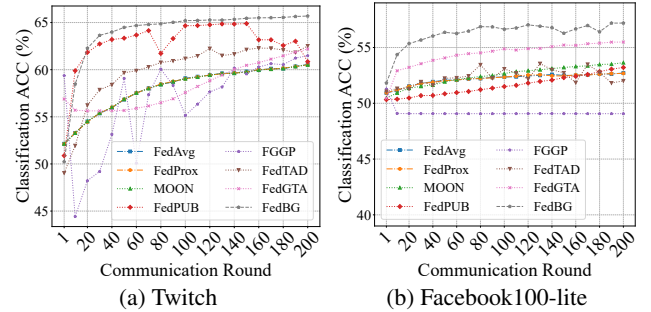 Classification ACC (%)
65
60
55
50
45
FedAvg
FedProx
MOON
FedPUB
FGGP
FedTAD
FedGTA
FedBG
1
20
40
60
80
100
120
140
160
180
200
Communication Round
(a) Twitch
Classification ACC (%)
55
50
45
40
FedAvg
FedProx
MOON
FedPUB
FGGP
FedTAD
FedGTA
FedBG
1
20
40
60
80
100
120
140
160
180
200
Communication Round
(b) Facebook100-lite